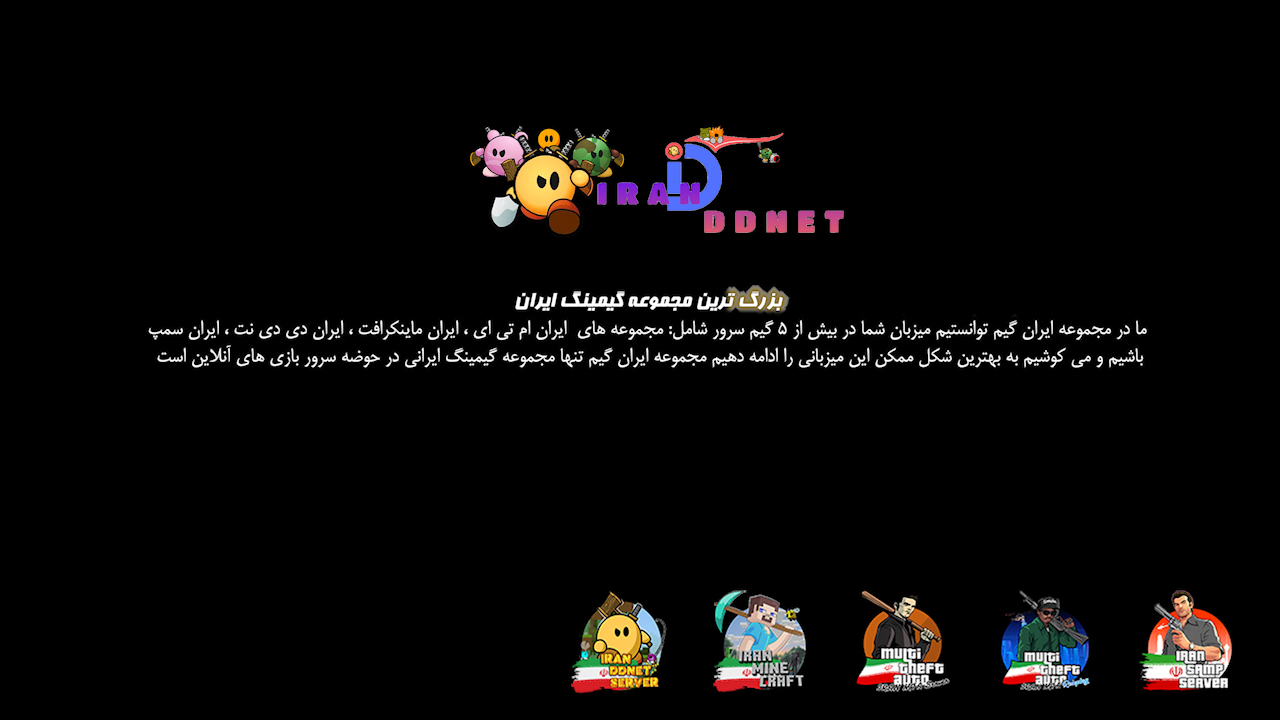 IRAN
DDNET
بزرگ ترین مجموعه گیمینگ ایران
ما در مجموعه ایران گیم توانستیم میزبان شما در بیش از ۵ گیم سرور شامل: مجموعه های ایران ام تی ای ، ایران ماینکرافت ، ایران دی دی نت ، ایران سمپ
باشیم و می کوشیم به بهترین شکل ممکن این میزبانی را ادامه دهیم مجموعه ایران گیم تنها مجموعه گیمینگ ایرانی در حوضه سرور بازی های آنلاین است
IRAN
DDNET
SERVER
IRAN
MINE
CRAFT
MULTI
THEFT
AUTO
MULTI
THEFT
AUTO
IRAN
SAMP
SERVER